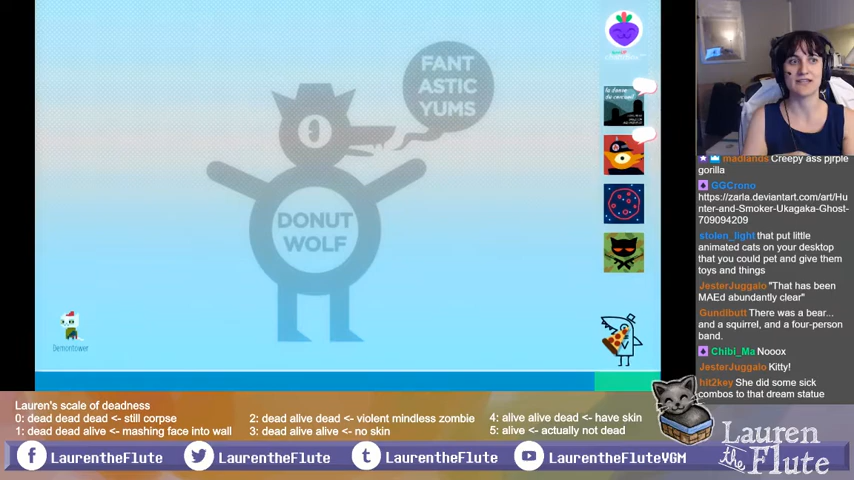 FANT
ASTIC
YUMS
DONUT
WOLF
Demontower
madlands Creepy ass pjrple
gorilla
GGCrono
https://zarla.deviantart.com/art/Hu
nter-and-Smoker-Ukagaka-Ghost-
709094209
stolen_light that put little
animated cats on your desktop
that you could pet and give them
toys and things
JesterJuggalo "That has been
MAEd abundantly clear"
Gundlbutt There was a bear...
and a squirrel, and a four-person
band.
Chibi_Ma Nooox
JesterJuggalo Kitty!
hit2key She did some sick
combos to that dream statue
Lauren's scale of deadness
0: dead dead dead <- still corpse
1: dead dead alive <- mashing face into wall
2: dead alive dead <- violent mindless zombie
3: dead alive alive <- no skin
4: alive alive dead <- have skin
5: alive <- actually not dead
LaurentheFlute
LaurentheFlute
LaurentheFlute
LaurentheFluteVGM
Lauren
the Flute